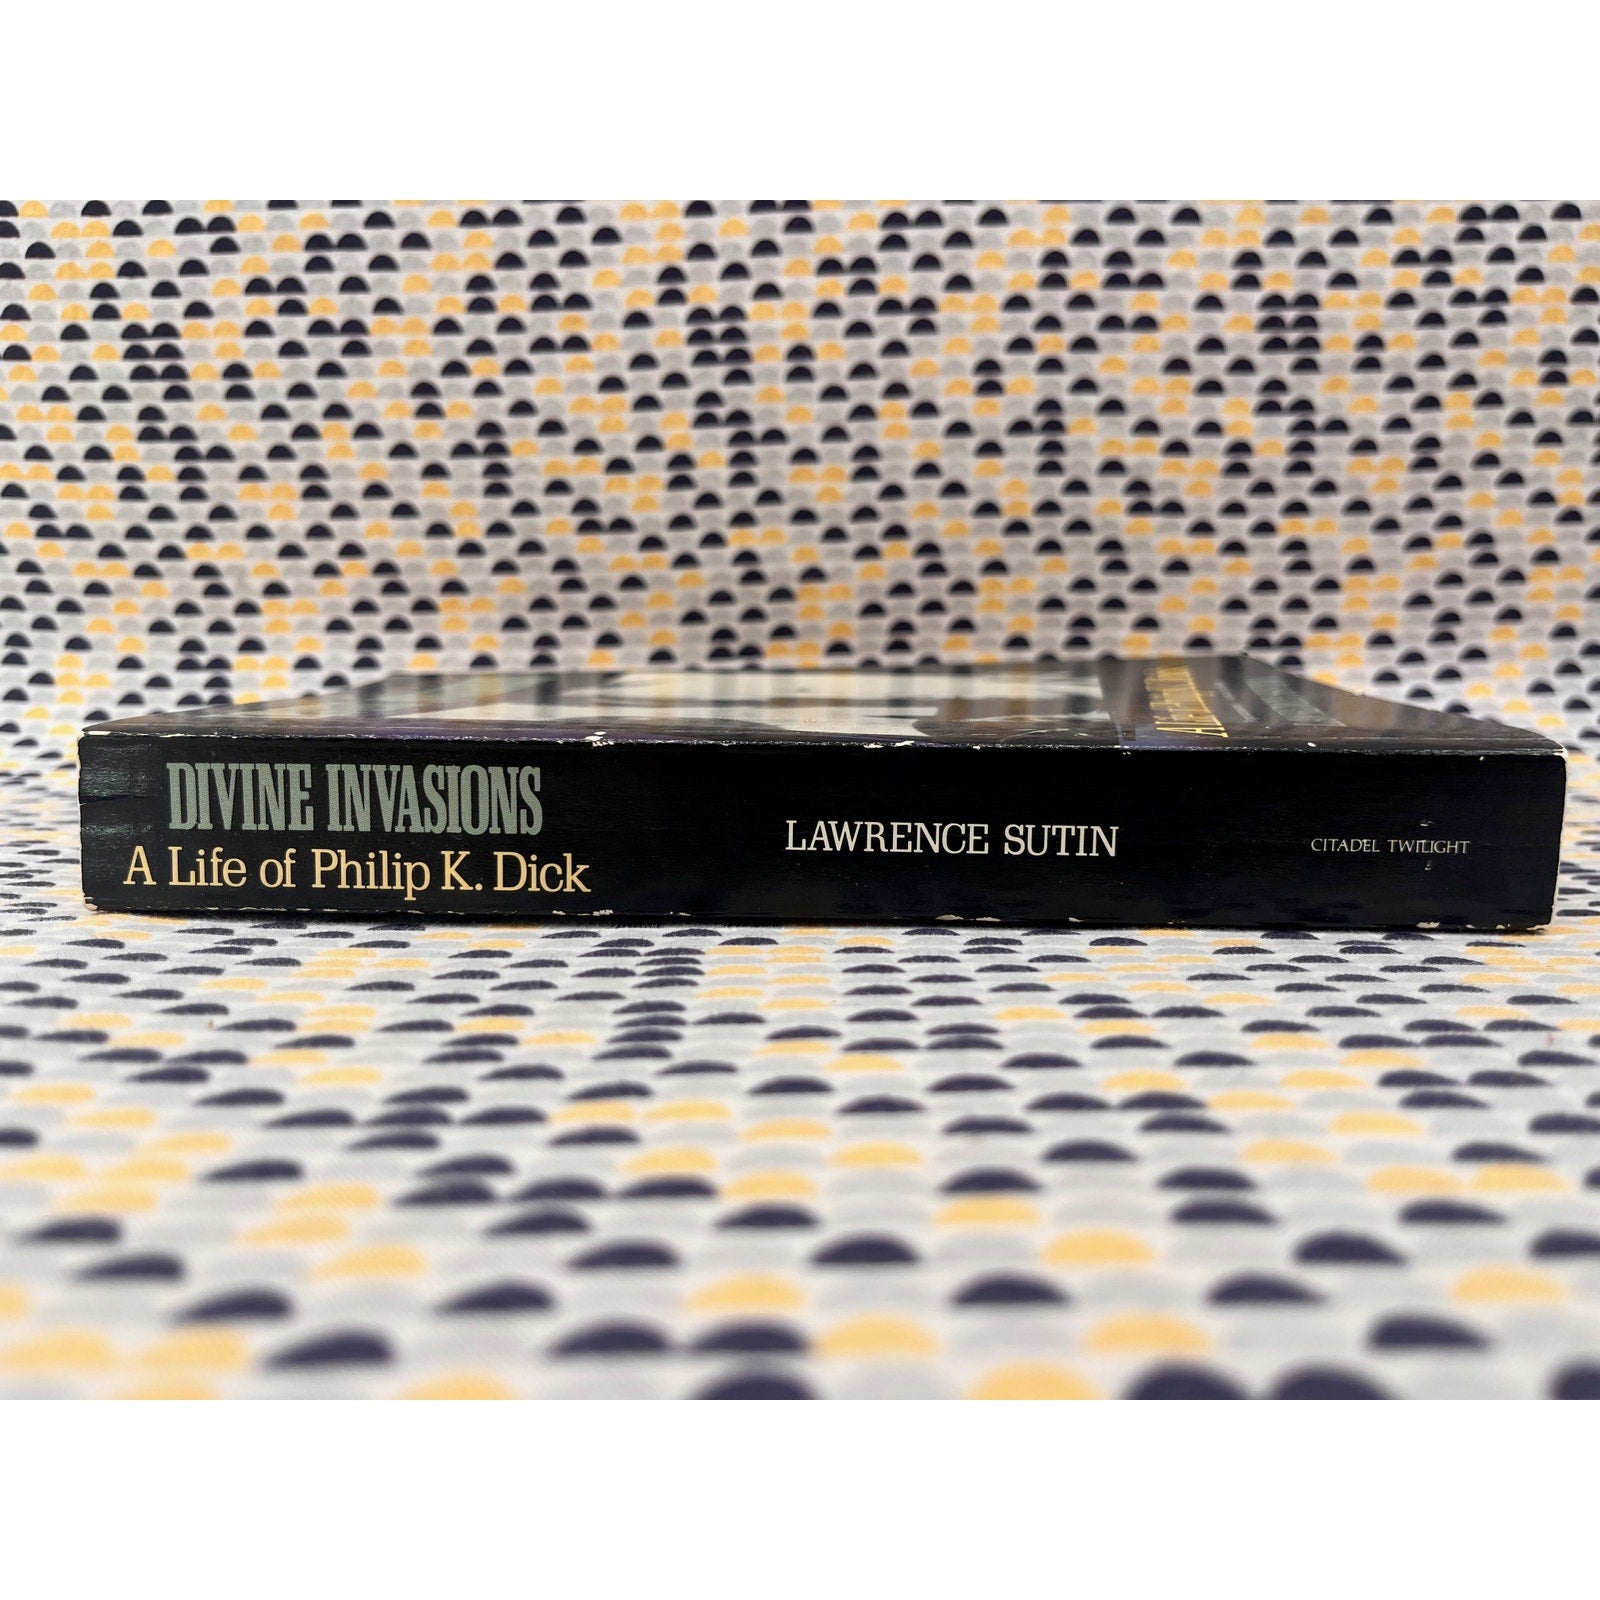 DIVINE INVASIONS
A Life of Philip K. Dick
LAWRENCE SUTIN
CITADEL TWILIGHT